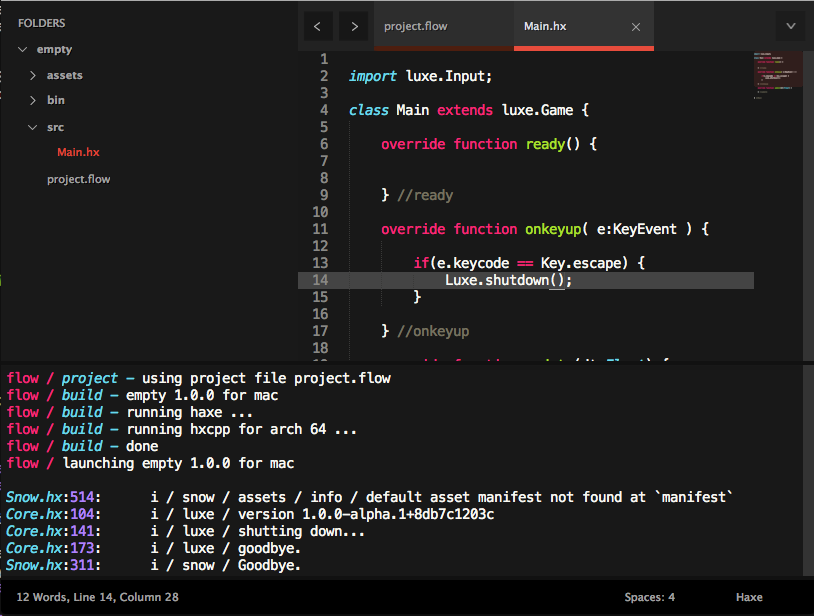 FOLDERS
empty
assets
bin
src
Main.hx
project.flow
project.flow
Main.hx
1
2 import luxe.Input;
3
4 class Main extends luxe.Game {
5
6 override function ready() {
7
8
9 } //ready
10
11 override function onkeyup( e:KeyEvent ) {
12
13 if(e.keycode == Key.escape) {
14 Luxe.shutdown();
15 }
16
17 } //onkeyup
18
flow / project - using project file project.flow
flow / build - empty 1.0.0 for mac
flow / build - running haxe ...
flow / build - running hxcpp for arch 64 ...
flow / build - done
flow / launching empty 1.0.0 for mac
Snow.hx:514: i / snow / assets / info / default asset manifest not found at `manifest`
Core.hx:104: i / luxe / version 1.0.0-alpha.1+8db7c1203c
Core.hx:141: i / luxe / shutting down...
Core.hx:173: i / luxe / goodbye.
Snow.hx:311: i / snow / Goodbye.
12 Words, Line 14, Column 28
Spaces: 4
Haxe